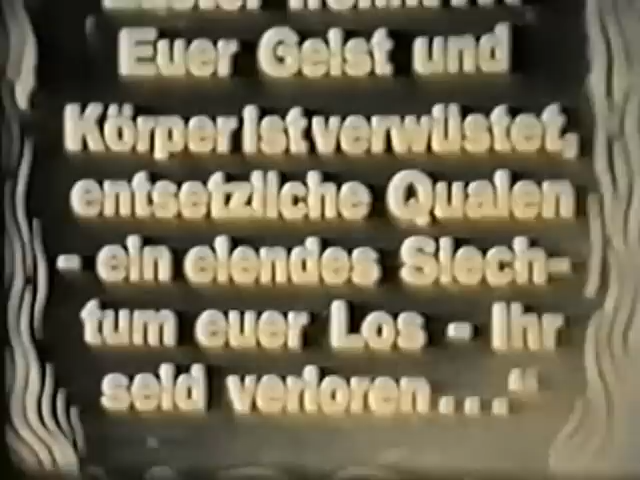 Euer Geist und
Körper ist verwüstet,
entsetzliche Qualen
- ein elendes Siech-
tum euer Los - Ihr
seid verloren..."